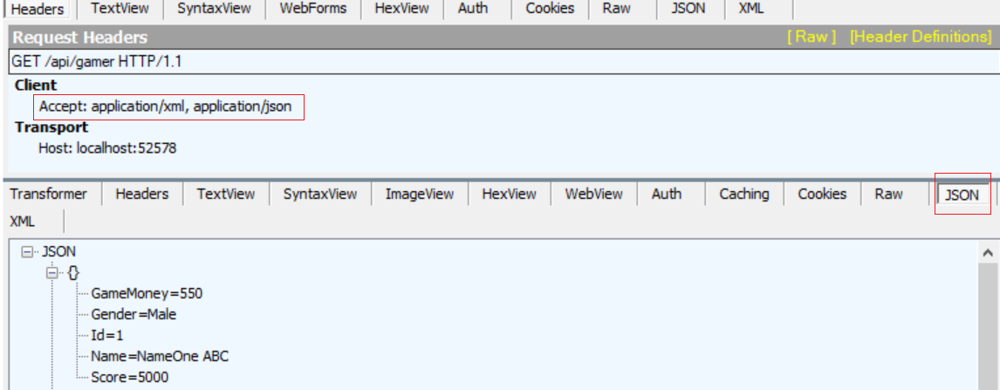 Headers TextView SyntaxView WebForms HexView Auth Cookies Raw JSON XML
Request Headers [ Raw ] [Header Definitions]
GET /api/gamer HTTP/1.1
Client
Accept: application/xml, application/json
Transport
Host: localhost:52578
Transformer Headers TextView SyntaxView ImageView HexView WebView Auth Caching Cookies Raw JSON
XML
JSON
{}
GameMoney=550
Gender=Male
Id=1
Name=NameOne ABC
Score=5000